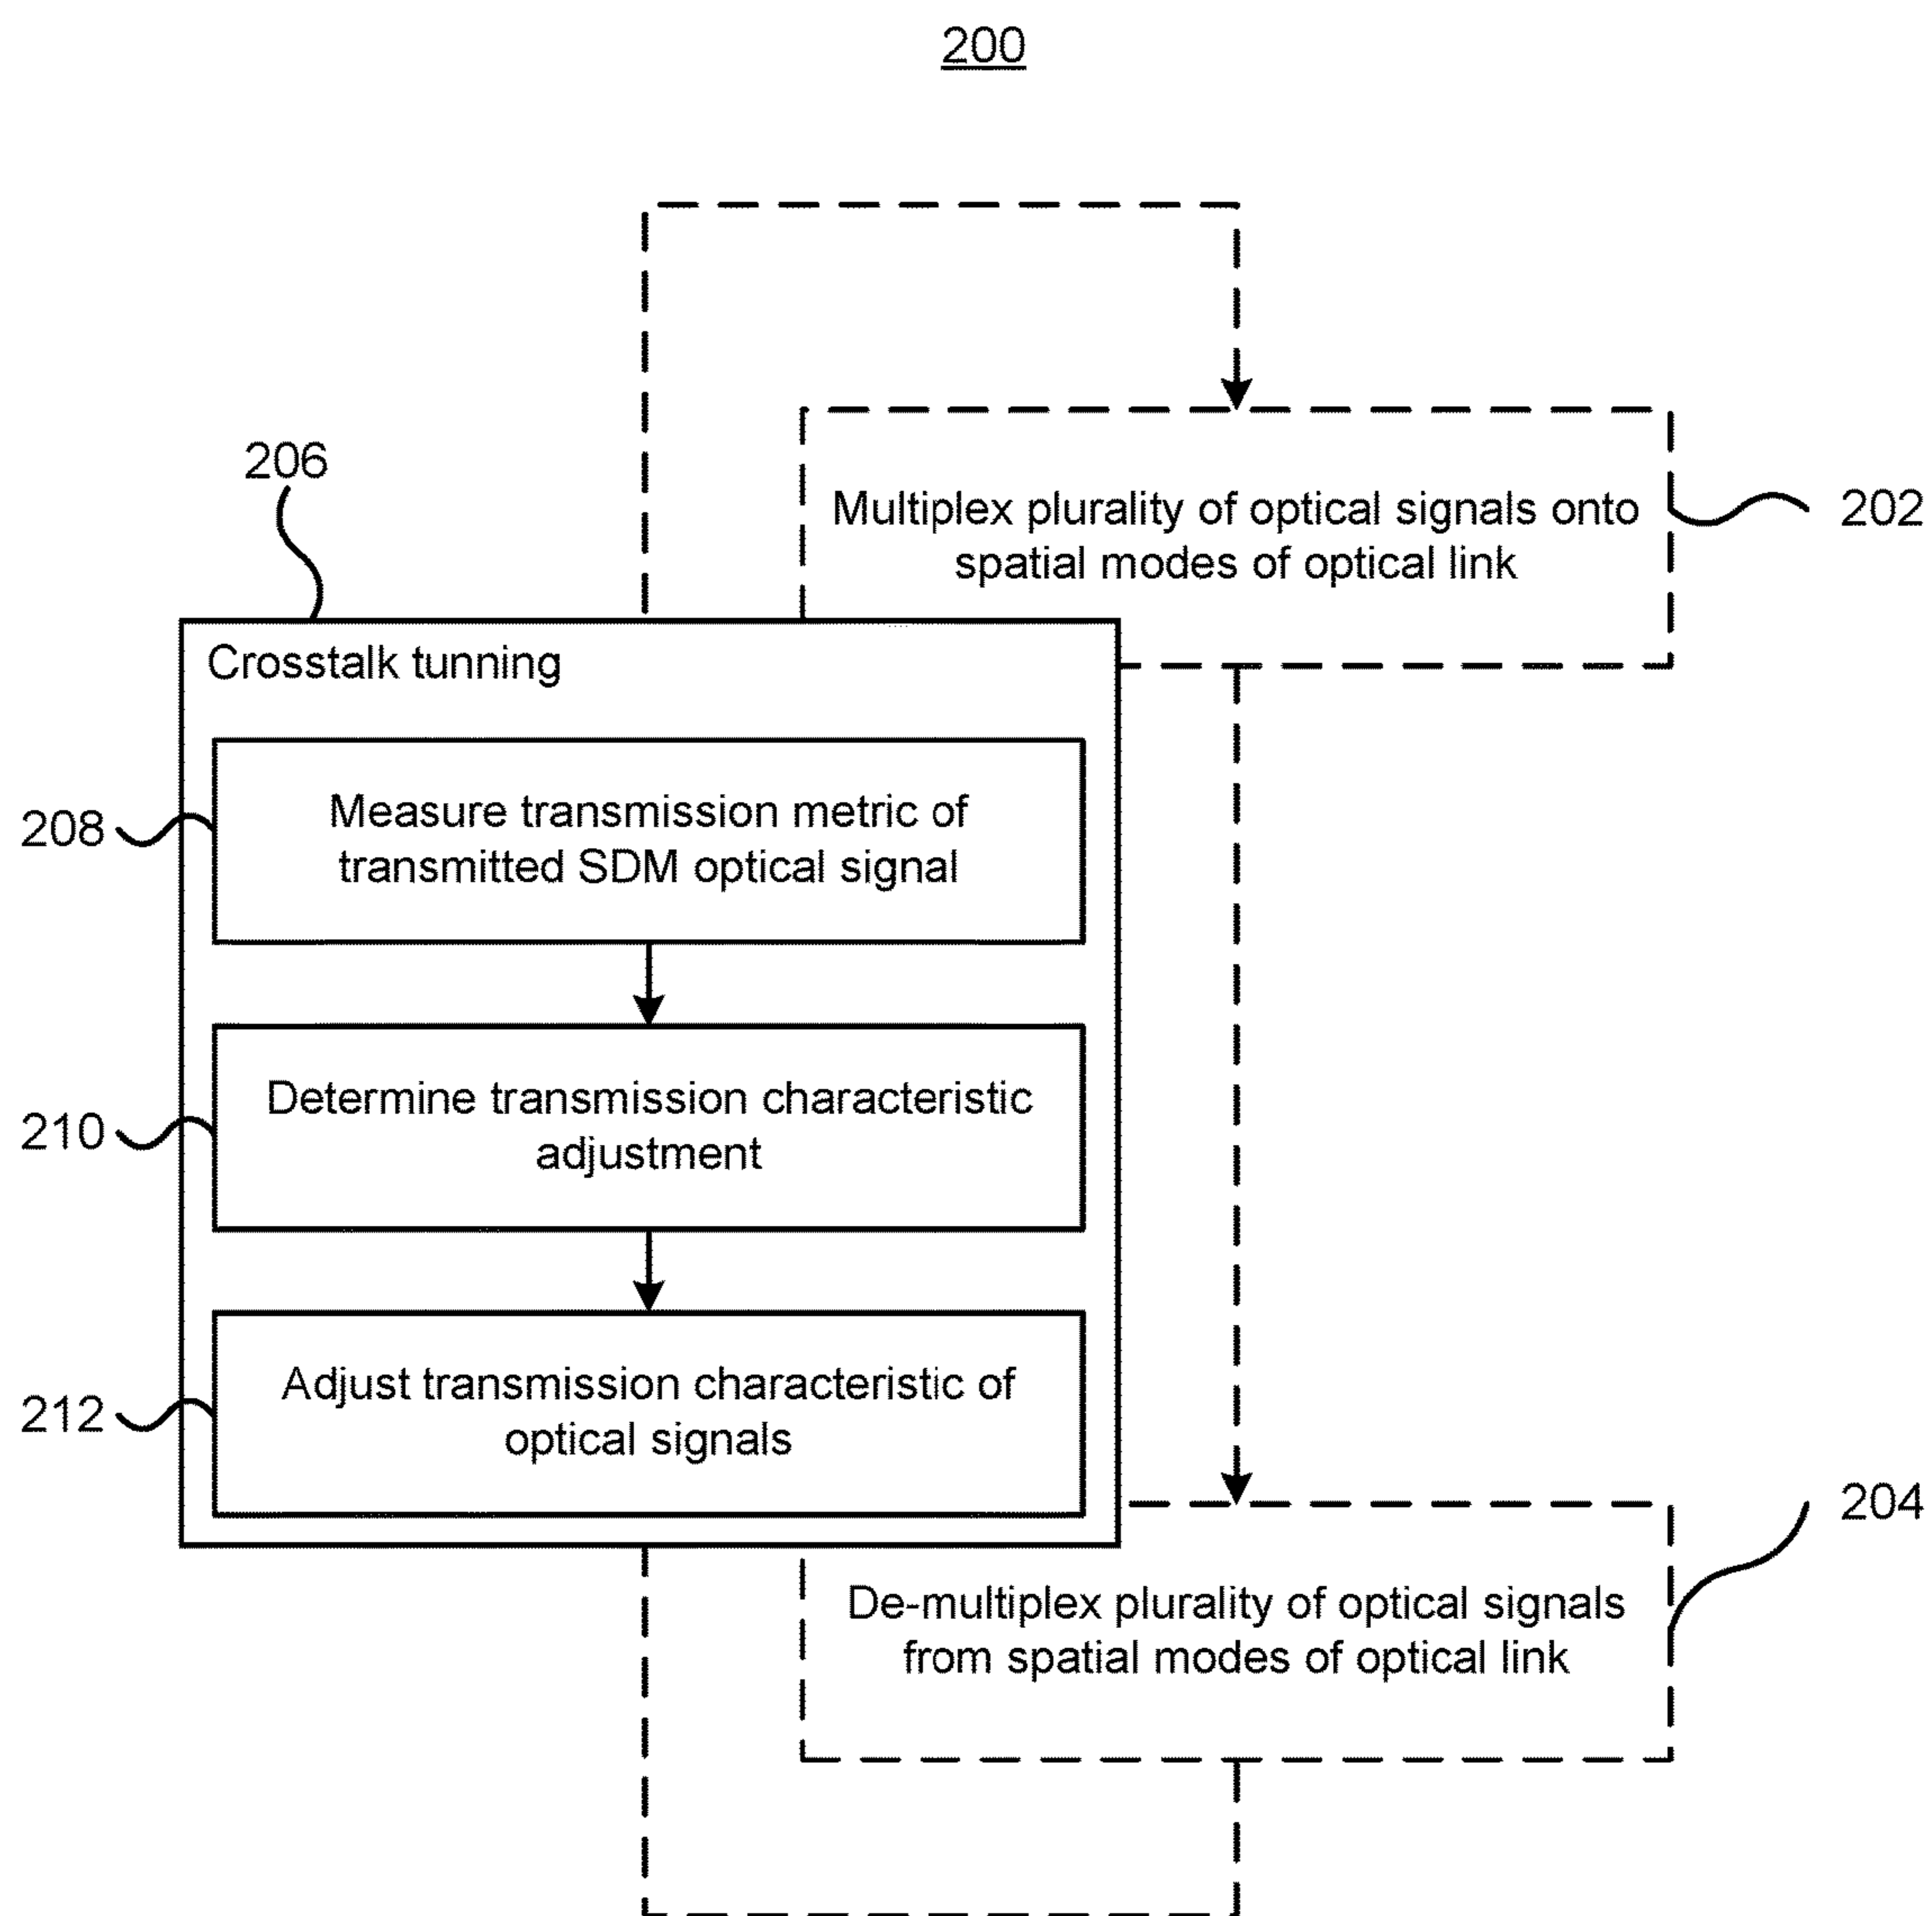 200
206
Multiplex plurality of optical signals onto
spatial modes of optical link
202
Crosstalk tunning
208
Measure transmission metric of
transmitted SDM optical signal
210
Determine transmission characteristic
adjustment
212
Adjust transmission characteristic of
optical signals
204
De-multiplex plurality of optical signals
from spatial modes of optical link